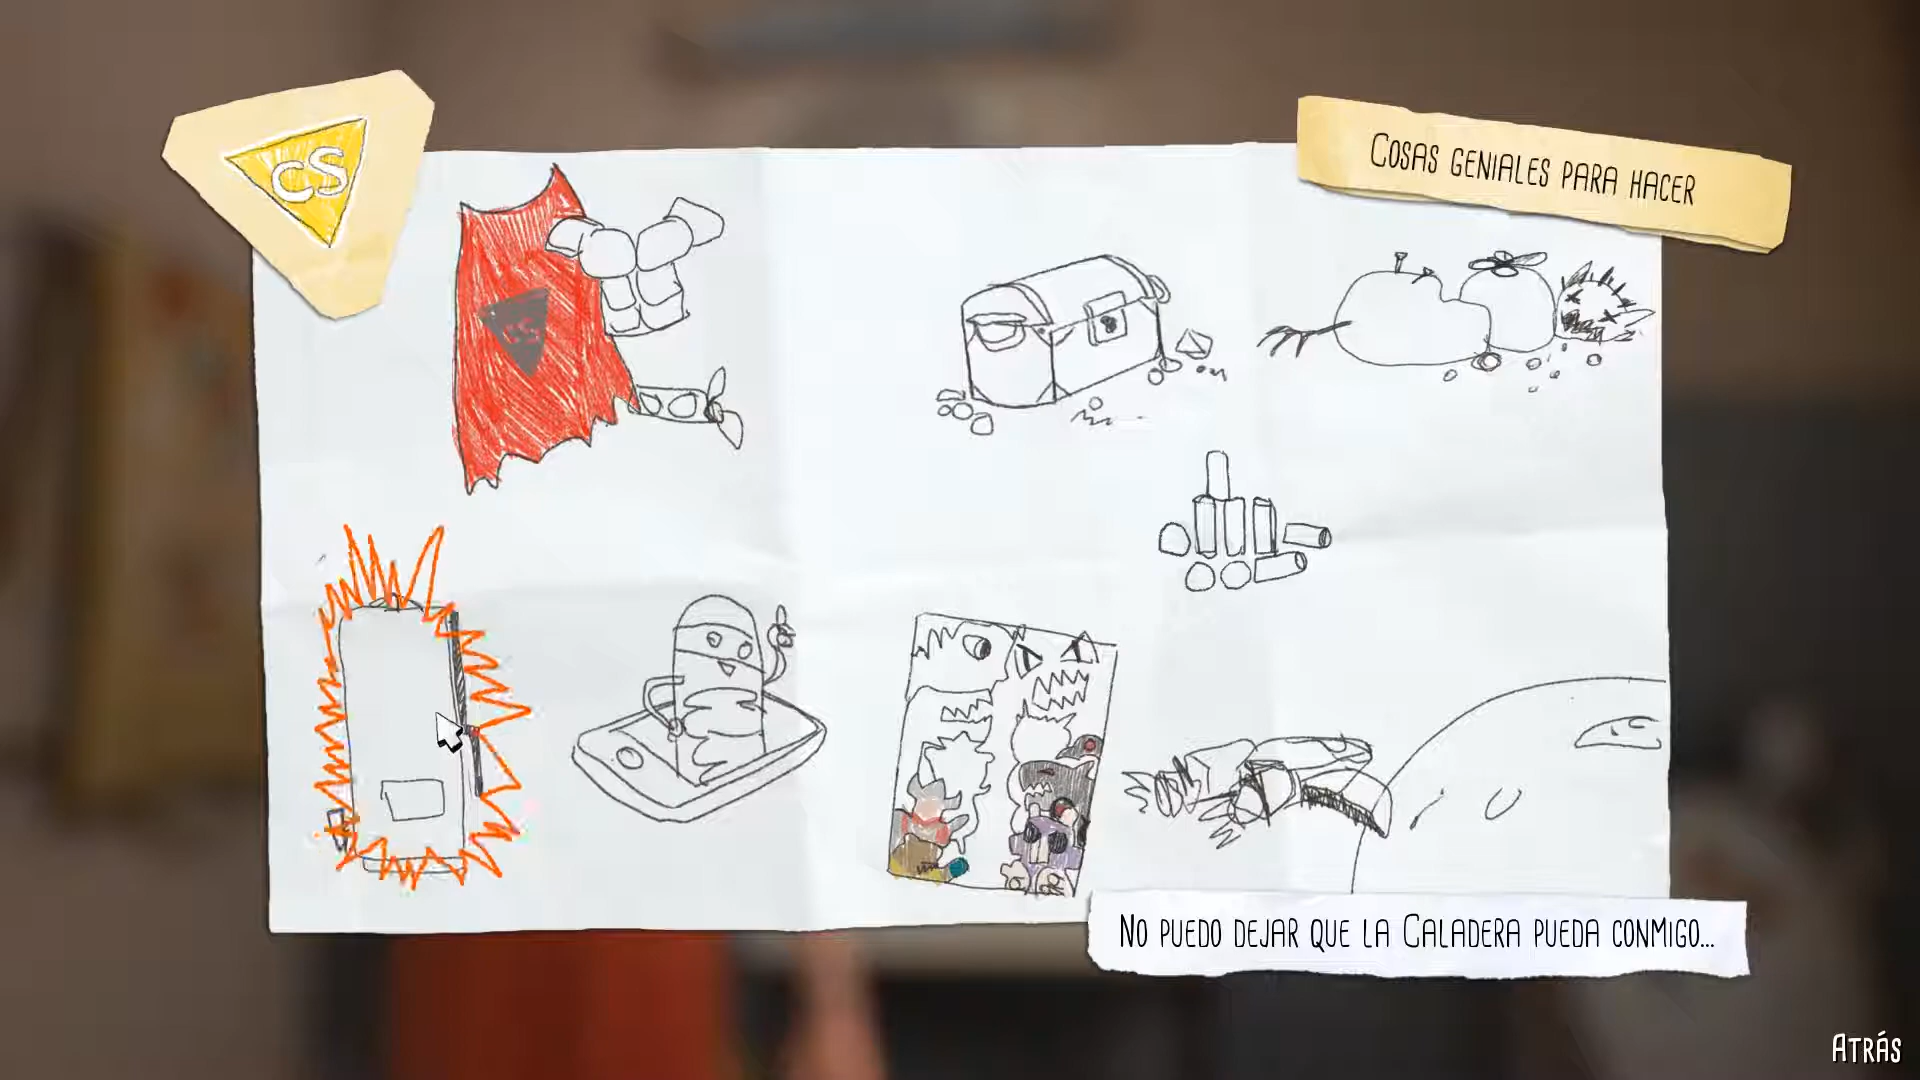 CS
COSAS GENIALES PARA HACER
CS
NO PUEDO DEJAR QUE LA CALADERA PUEDA CONMIGO...
ATRÁS